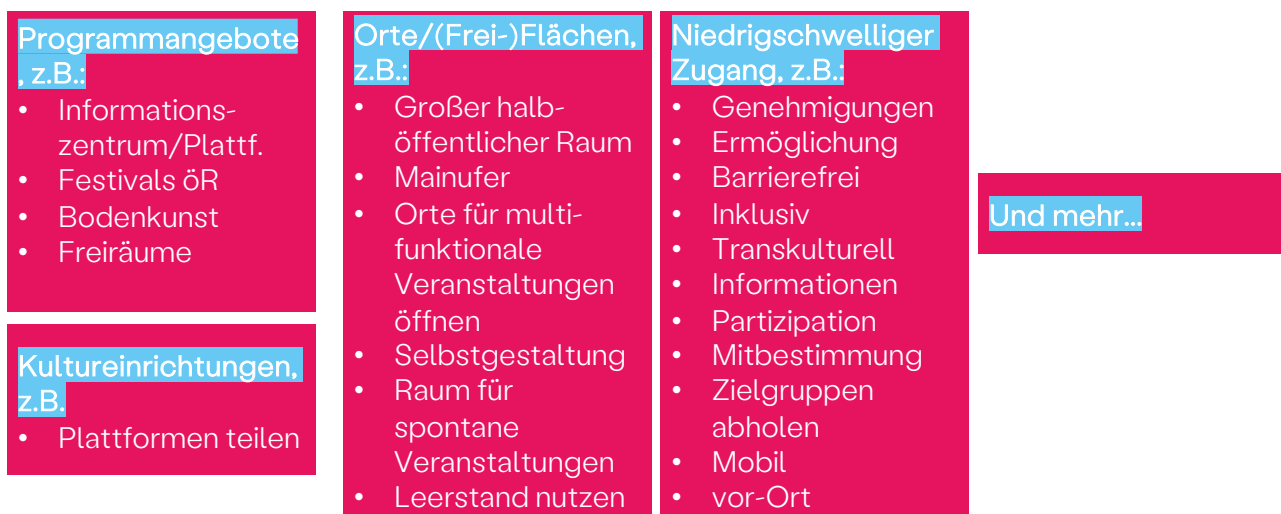 Programmangebote
, z.B.:
• Informations-
zentrum/Plattf.
• Festivals öR
• Bodenkunst
• Freiräume
Kultureinrichtungen,
z.B.
• Plattformen teilen
Orte/(Frei-)Flächen,
z.B.:
• Großer halb-
öffentlicher Raum
• Mainufer
• Orte für multi-
funktionale
Veranstaltungen
öffnen
• Selbstgestaltung
• Raum für
spontane
Veranstaltungen
• Leerstand nutzen
Niedrigschwelliger
Zugang, z.B.:
• Genehmigungen
• Ermöglichung
• Barrierefrei
• Inklusiv
• Transkulturell
• Informationen
• Partizipation
• Mitbestimmung
• Zielgruppen
abholen
• Mobil
• vor-Ort
Und mehr...